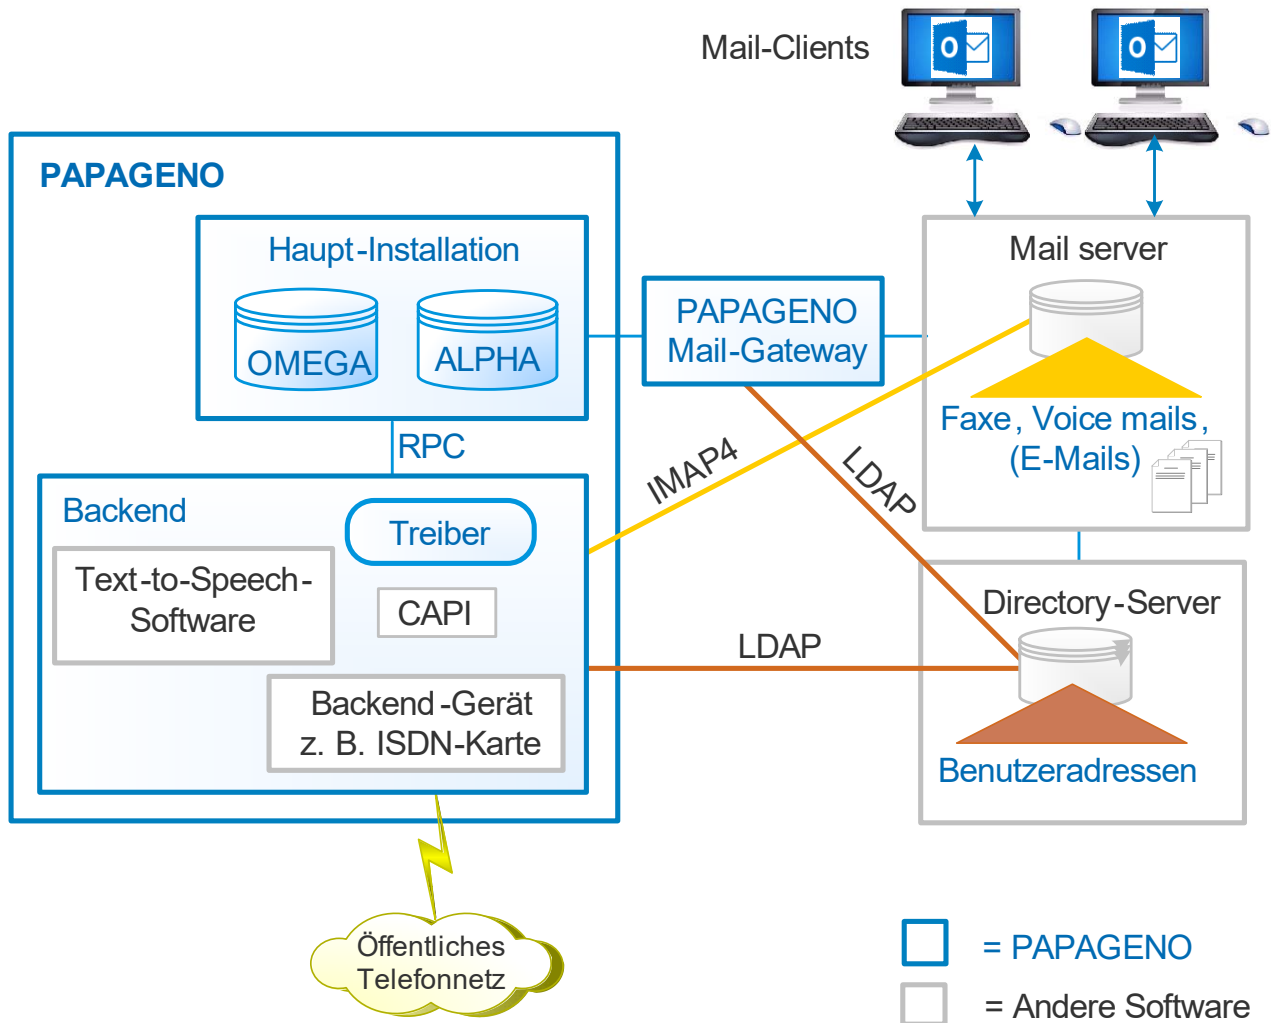 Mail-Clients
PAPAGENO
Haupt-Installation
OMEGA
ALPHA
RPC
PAPAGENO
Mail-Gateway
Mail server
Faxe, Voice mails,
(E-Mails)
IMAP4
LDAP
Backend
Treiber
Text-to-Speech-
Software
CAPI
Backend-Gerät
z. B. ISDN-Karte
LDAP
Directory-Server
Benutzeradressen
Öffentliches
Telefonnetz
= PAPAGENO
= Andere Software